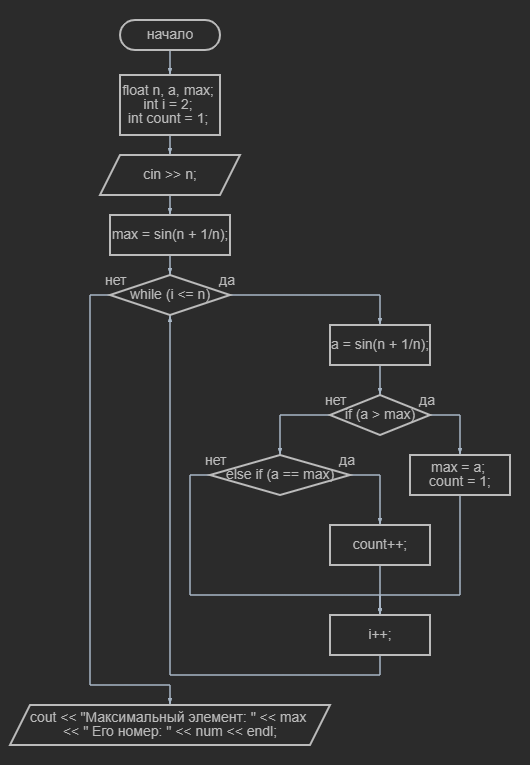 начало
float n, a, max;
int i = 2;
int count = 1;
cin >> n;
max = sin(n + 1/n);
нет
да
while (i <= n)
a = sin(n + 1/n);
нет
да
if (a > max)
нет
да
else if (a == max)
max = a;
count = 1;
count++;
i++;
cout << "Максимальный элемент: " << max
<< " Его номер: " << num << endl;